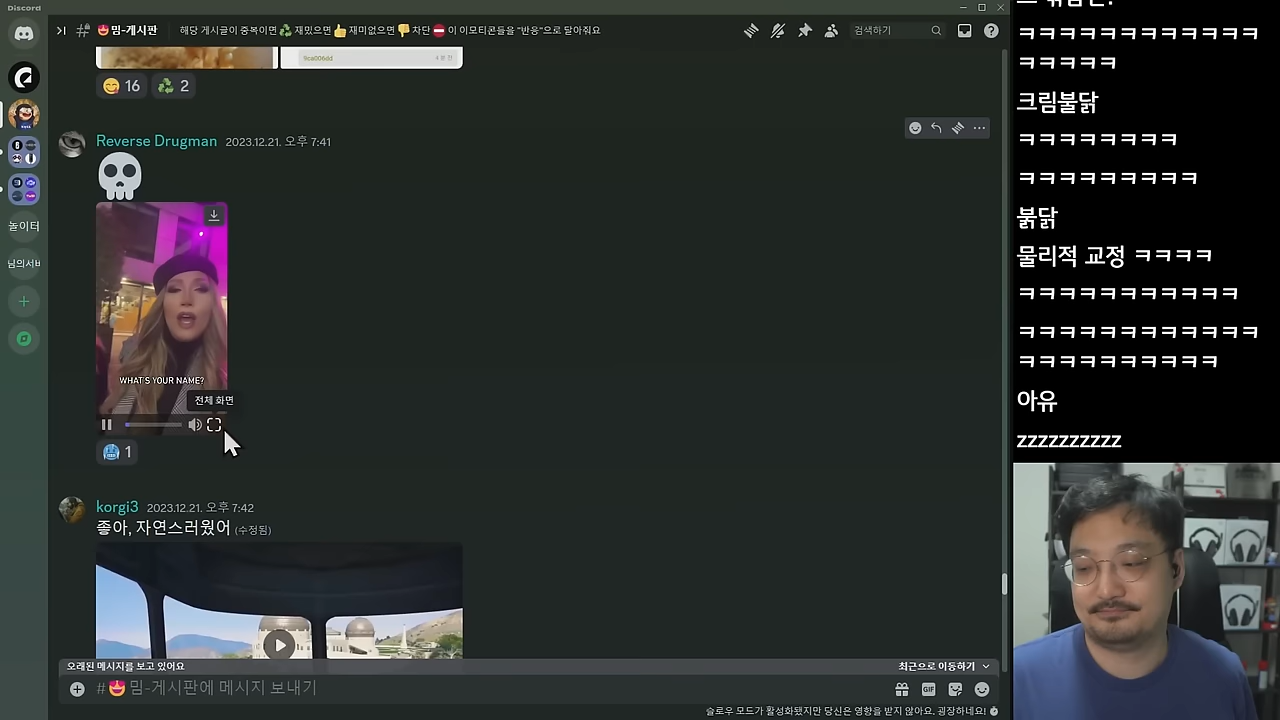 Discord
밈-게시판
해당 게시글이 중복이면 ♻️ 재밌으면 👍 재미없으면 👎 차단 ⛔ 이 이모티콘들을 "반응"으로 달아줘요
검색하기
9ca006dd
16
2
Reverse Drugman 2023.12.21. 오후 7:41
WHAT'S YOUR NAME?
전체 화면
1
놀이터
님의서버
korgi3 2023.12.21. 오후 7:42
좋아, 자연스러웠어 (수정됨)
오래된 메시지를 보고 있어요
최근으로 이동하기
#😍밈-게시판에 메시지 보내기
GIF
슬로우 모드가 활성화됐지만 당신은 영향을 받지 않아요. 굉장하네요!
ㅋㅋㅋㅋㅋㅋㅋㅋㅋㅋㅋㅋ
ㅋㅋㅋㅋㅋ
크림불닭
ㅋㅋㅋㅋㅋㅋㅋㅋ
ㅋㅋㅋㅋㅋㅋㅋㅋㅋ
붉닭
물리적 교정 ㅋㅋㅋㅋ
ㅋㅋㅋㅋㅋㅋㅋㅋㅋㅋㅋ
ㅋㅋㅋㅋㅋㅋㅋㅋㅋㅋㅋㅋ
ㅋㅋㅋㅋㅋㅋㅋㅋㅋㅋ
아유
zzzzzzzzzz